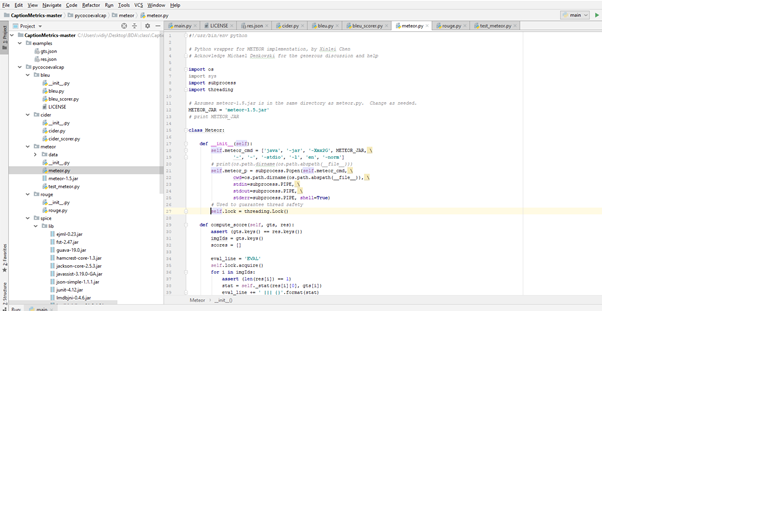 File Edit View Navigate Code Refactor Run Tools VCS Window Help
CaptionMetrics-master pycocoevalcap meteor meteor.py main
Project
main.py LICENSE res.json cider.py bleu.py bleu_scorer.py meteor.py rouge.py test_meteor.py
CaptionMetrics-master
examples
gts.json
res.json
pycocoevalcap
bleu
__init__.py
bleu.py
bleu_scorer.py
LICENSE
cider
__init__.py
cider.py
cider_scorer.py
meteor
data
__init__.py
meteor.py
meteor-1.5.jar
test_meteor.py
rouge
__init__.py
rouge.py
spice
lib
ejml-0.23.jar
fst-2.47.jar
guava-19.0.jar
hamcrest-core-1.3.jar
jackson-core-2.5.3.jar
javassist-3.19.0-GA.jar
json-simple-1.1.1.jar
junit-4.12.jar
lmdbjni-0.4.6.jar
#!/usr/bin/env python
# Python wrapper for METEOR implementation, by Xinlei Chen
# Acknowledge Michael Denkowski for the generous discussion and help
import os
import sys
import subprocess
import threading
# Assumes meteor-1.5.jar is in the same directory as meteor.py. Change as needed.
METEOR_JAR = 'meteor-1.5.jar'
# print METEOR_JAR
class Meteor:
def __init__(self):
self.meteor_cmd = ['java', '-jar', '-Xmx2G', METEOR_JAR, \
'-', '-', '-stdio', '-l', 'en', '-norm']
# print(os.path.dirname(os.path.abspath(__file__)))
self.meteor_p = subprocess.Popen(self.meteor_cmd, \
cwd=os.path.dirname(os.path.abspath(__file__)), \
stdin=subprocess.PIPE, \
stdout=subprocess.PIPE, \
stderr=subprocess.PIPE, shell=True)
# Used to guarantee thread safety
self.lock = threading.Lock()
def compute_score(self, gts, res):
assert (gts.keys() == res.keys())
imgIds = gts.keys()
scores = []
eval_line = 'EVAL'
self.lock.acquire()
for i in imgIds:
assert (len(res[i]) == 1)
stat = self._stat(res[i][0], gts[i])
eval_line += ' ||| {}'.format(stat)
Meteor __init__()
2: Favorites
Z: Structure
Run: main